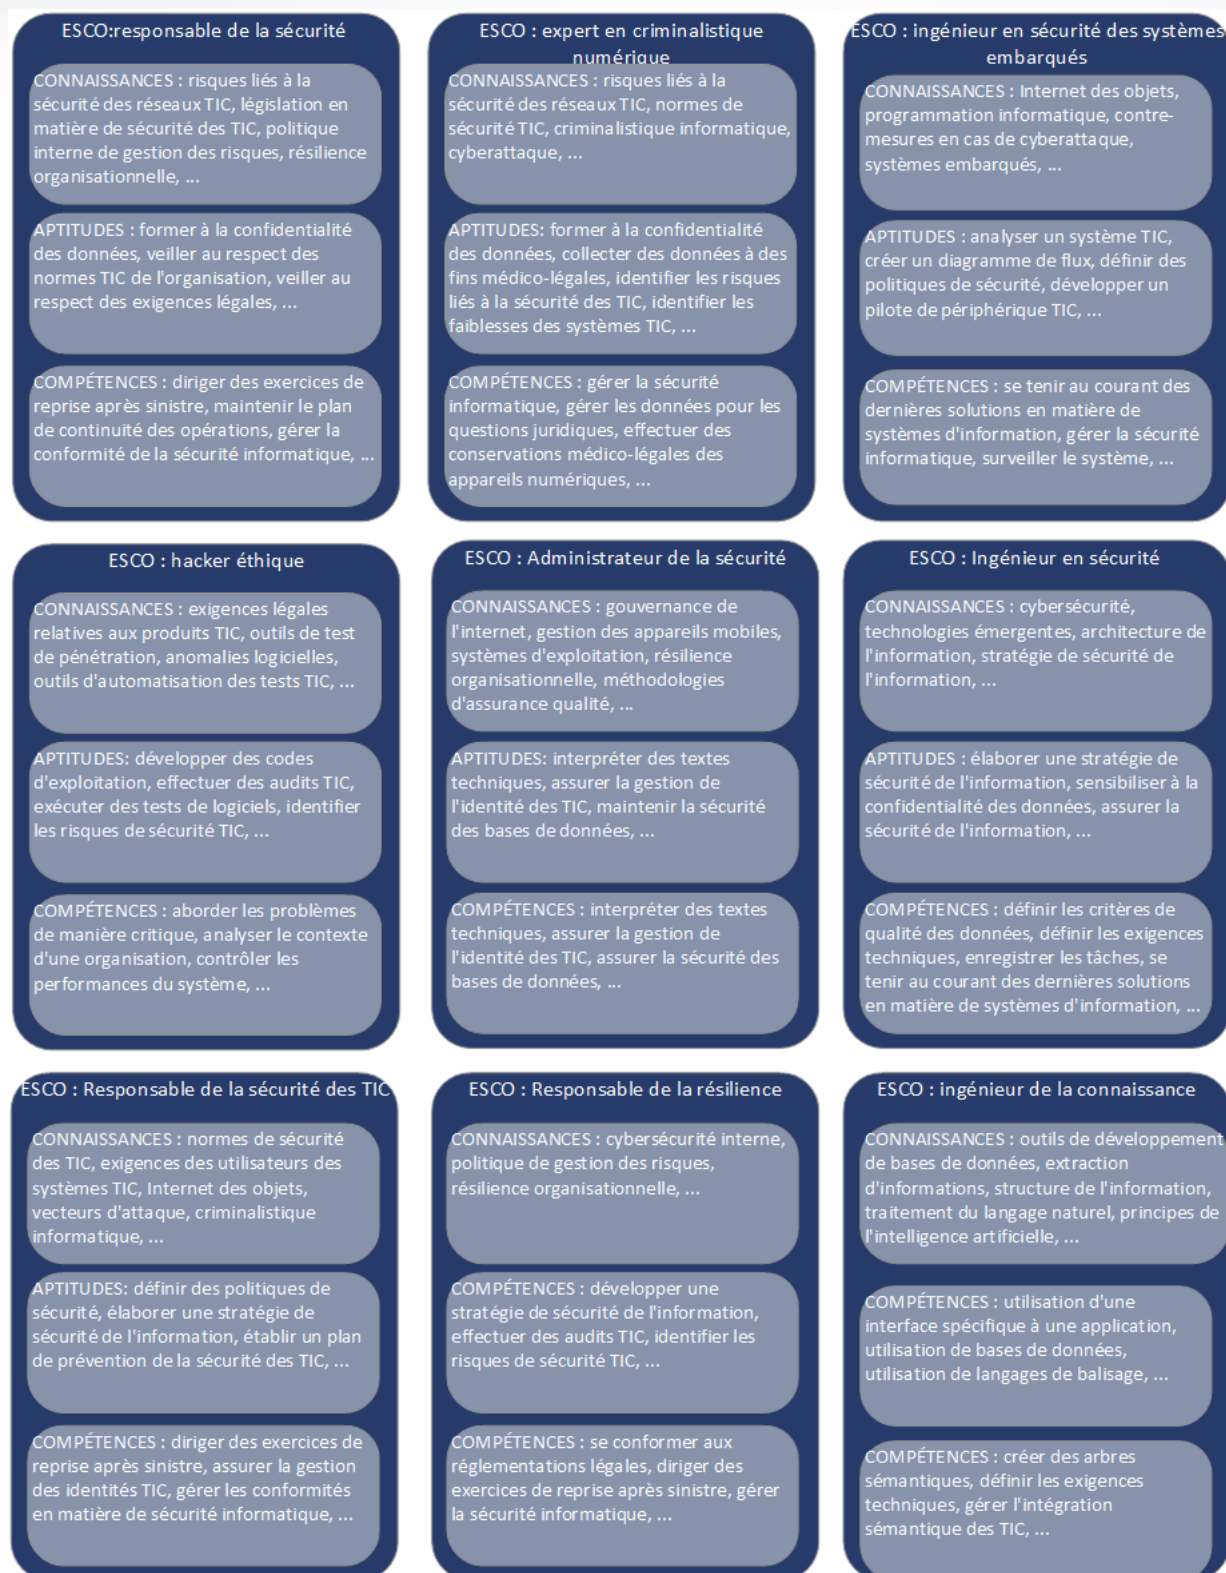 ESCO:responsable de la sécurité
CONNAISSANCES : risques liés à la
sécurité des réseaux TIC, législation en
matière de sécurité des TIC, politique
interne de gestion des risques, résilience
organisationnelle, ...
APTITUDES : former à la confidentialité
des données, veiller au respect des
normes TIC de l'organisation, veiller au
respect des exigences légales, ...
COMPÉTENCES : diriger des exercices de
reprise après sinistre, maintenir le plan
de continuité des opérations, gérer la
conformité de la sécurité informatique, ...
ESCO : expert en criminalistique
numérique
CONNAISSANCES : risques liés à la
sécurité des réseaux TIC, normes de
sécurité TIC, criminalistique informatique,
cyberattaque, ...
APTITUDES: former à la confidentialité
des données, collecter des données à des
fins médico-légales, identifier les risques
liés à la sécurité des TIC, identifier les
faiblesses des systèmes TIC, ...
COMPÉTENCES : gérer la sécurité
informatique, gérer les données pour les
questions juridiques, effectuer des
conservations médico-légales des
appareils numériques, ...
ESCO : ingénieur en sécurité des systèmes
embarqués
CONNAISSANCES : Internet des objets,
programmation informatique, contre-
mesures en cas de cyberattaque,
systèmes embarqués, ...
APTITUDES : analyser un système TIC,
créer un diagramme de flux, définir des
politiques de sécurité, développer un
pilote de périphérique TIC, ...
COMPÉTENCES : se tenir au courant des
dernières solutions en matière de
systèmes d'information, gérer la sécurité
informatique, surveiller le système, ...
ESCO : hacker éthique
CONNAISSANCES : exigences légales
relatives aux produits TIC, outils de test
de pénétration, anomalies logicielles,
outils d'automatisation des tests TIC, ...
APTITUDES: développer des codes
d'exploitation, effectuer des audits TIC,
exécuter des tests de logiciels, identifier
les risques de sécurité TIC, ...
COMPÉTENCES : aborder les problèmes
de manière critique, analyser le contexte
d'une organisation, contrôler les
performances du système, ...
ESCO : Administrateur de la sécurité
CONNAISSANCES : gouvernance de
l'internet, gestion des appareils mobiles,
systèmes d'exploitation, résilience
organisationnelle, méthodologies
d'assurance qualité, ...
APTITUDES: interpréter des textes
techniques, assurer la gestion de
l'identité des TIC, maintenir la sécurité
des bases de données, ...
COMPÉTENCES : interpréter des textes
techniques, assurer la gestion de
l'identité des TIC, assurer la sécurité des
bases de données, ...
ESCO : Ingénieur en sécurité
CONNAISSANCES : cybersécurité,
technologies émergentes, architecture de
l'information, stratégie de sécurité de
l'information, ...
APTITUDES : élaborer une stratégie de
sécurité de l'information, sensibiliser à la
confidentialité des données, assurer la
sécurité de l'information, ...
COMPÉTENCES : définir les critères de
qualité des données, définir les exigences
techniques, enregistrer les tâches, se
tenir au courant des dernières solutions
en matière de systèmes d'information, ...
ESCO : Responsable de la sécurité des TIC
CONNAISSANCES : normes de sécurité
des TIC, exigences des utilisateurs des
systèmes TIC, Internet des objets,
vecteurs d'attaque, criminalistique
informatique, ...
APTITUDES: définir des politiques de
sécurité, élaborer une stratégie de
sécurité de l'information, établir un plan
de prévention de la sécurité des TIC, ...
COMPÉTENCES : diriger des exercices de
reprise après sinistre, assurer la gestion
des identités TIC, gérer les conformités
en matière de sécurité informatique, ...
ESCO : Responsable de la résilience
CONNAISSANCES : cybersécurité interne,
politique de gestion des risques,
résilience organisationnelle, ...
COMPÉTENCES : développer une
stratégie de sécurité de l'information,
effectuer des audits TIC, identifier les
risques de sécurité TIC, ...
COMPÉTENCES : se conformer aux
réglementations légales, diriger des
exercices de reprise après sinistre, gérer
la sécurité informatique, ...
ESCO : ingénieur de la connaissance
CONNAISSANCES : outils de développement
de bases de données, extraction
d'informations, structure de l'information,
traitement du langage naturel, principes de
l'intelligence artificielle, ...
COMPÉTENCES : utilisation d'une
interface spécifique à une application,
utilisation de bases de données,
utilisation de langages de balisage, ...
COMPÉTENCES : créer des arbres
sémantiques, définir les exigences
techniques, gérer l'intégration
sémantique des TIC, ...